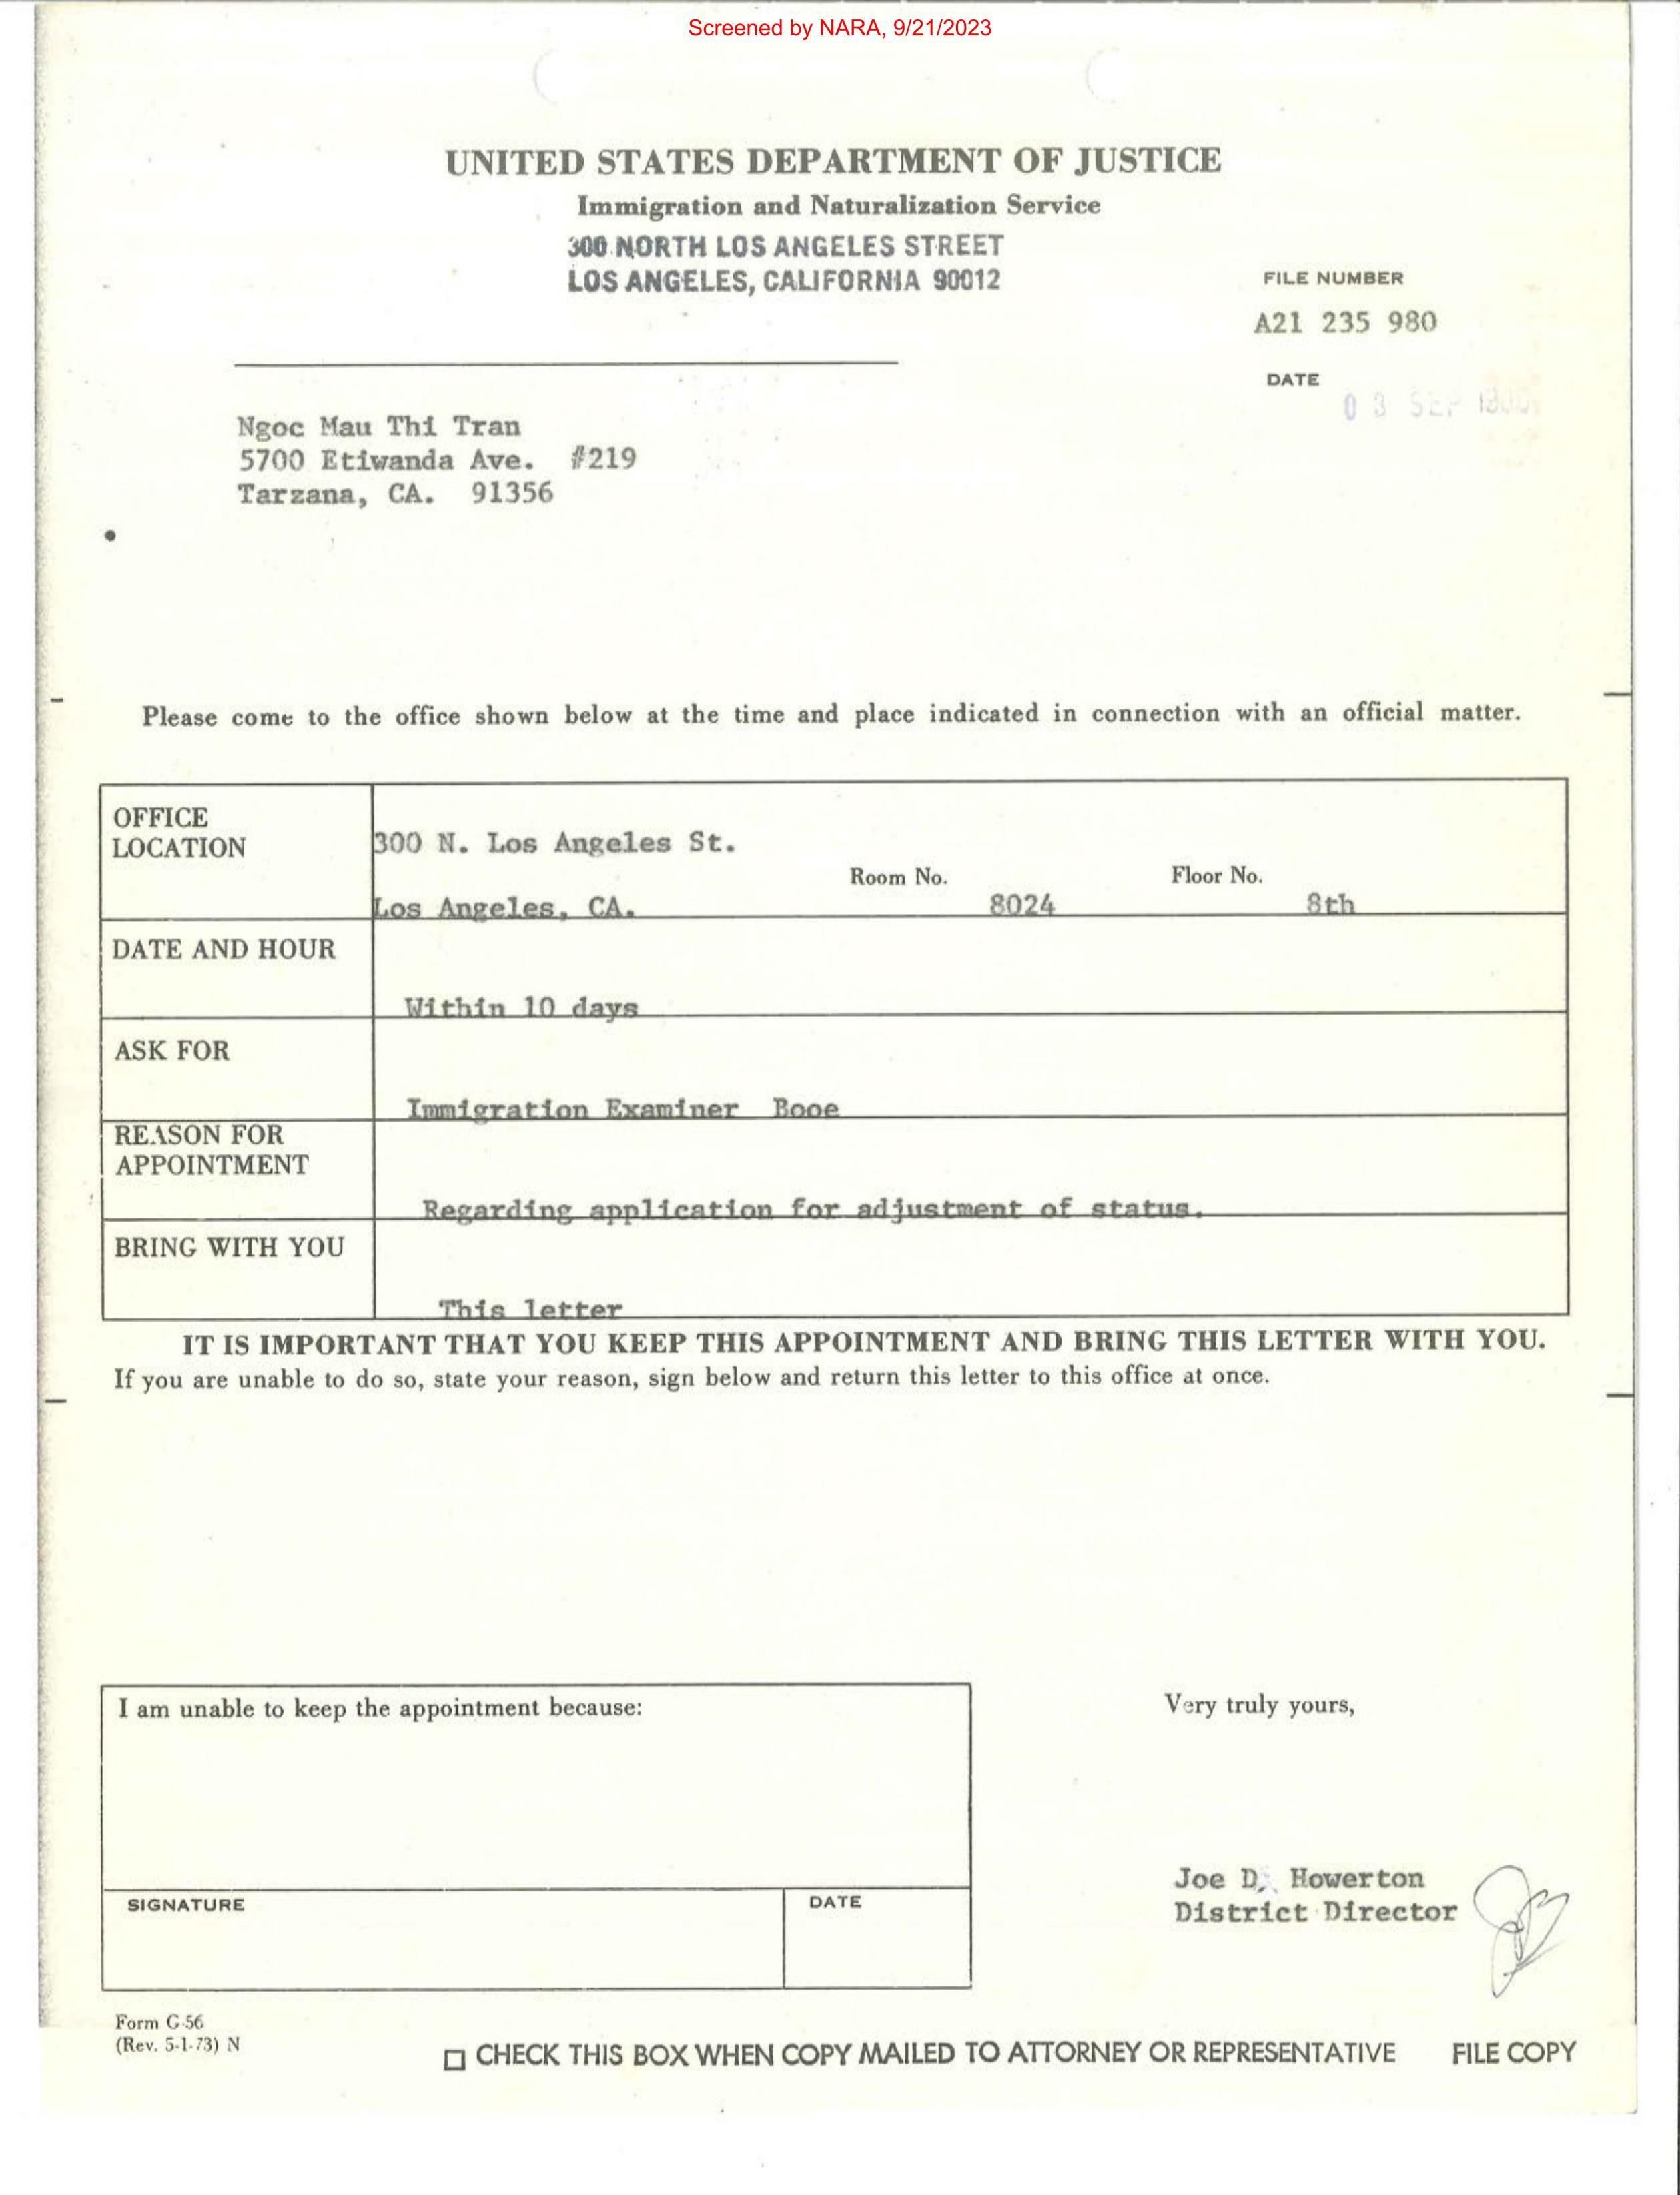 Screened by NARA, 9/21/2023
UNITED STATES DEPARTMENT OF JUSTICE
Immigration and Naturalization Service
300 NORTH LOS ANGELES STREET
LOS ANGELES, CALIFORNIA 90012
FILE NUMBER
A21 235 980
DATE
03 SEP
Ngoc Mau Thi Tran
5700 Etiwanda Ave. #219
Tarzana, CA. 91356
Please come to the office shown below at the time and place indicated in connection with an official matter.
OFFICE
LOCATION
300 N. Los Angeles St.
Room No. Floor No.
Los Angeles, CA. 8024 8th
DATE AND HOUR
Within 10 days
ASK FOR
Immigration Examiner Booe
REASON FOR
APPOINTMENT
Regarding application for adjustment of status.
BRING WITH YOU
This letter
IT IS IMPORTANT THAT YOU KEEP THIS APPOINTMENT AND BRING THIS LETTER WITH YOU.
If you are unable to do so, state your reason, sign below and return this letter to this office at once.
I am unable to keep the appointment because:
Very truly yours,
Joe D. Howerton
District Director
SIGNATURE DATE
Form G-56
(Rev. 5-1-73) N
CHECK THIS BOX WHEN COPY MAILED TO ATTORNEY OR REPRESENTATIVE FILE COPY